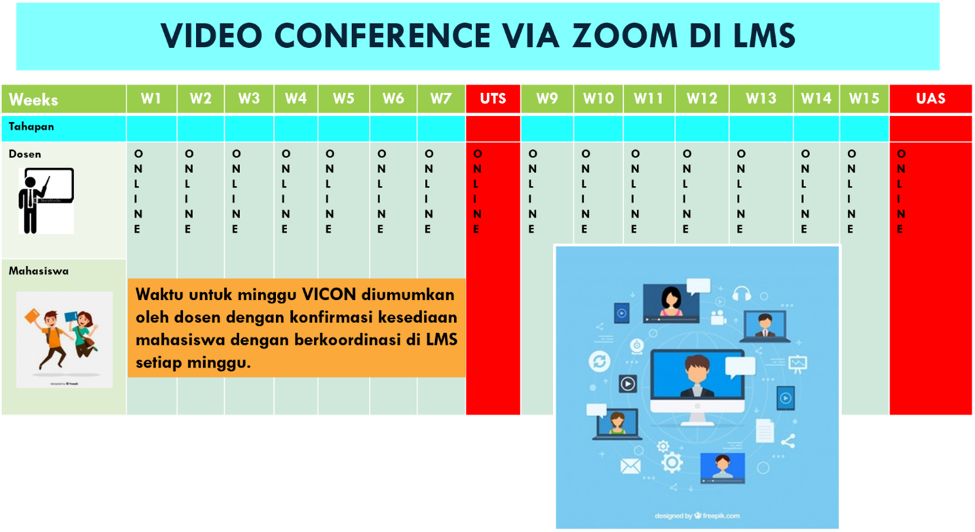 VIDEO CONFERENCE VIA ZOOM DI LMS
Weeks W1 W2 W3 W4 W5 W6 W7 UTS W9 W10 W11 W12 W13 W14 W15 UAS
Tahapan
Dosen ONLINE ONLINE ONLINE ONLINE ONLINE ONLINE ONLINE ONLINE ONLINE ONLINE ONLINE ONLINE ONLINE ONLINE ONLINE ONLINE
Mahasiswa
Waktu untuk minggu VICON diumumkan
oleh dosen dengan konfirmasi kesediaan
mahasiswa dengan berkoordinasi di LMS
setiap minggu.
designed by freepik.com